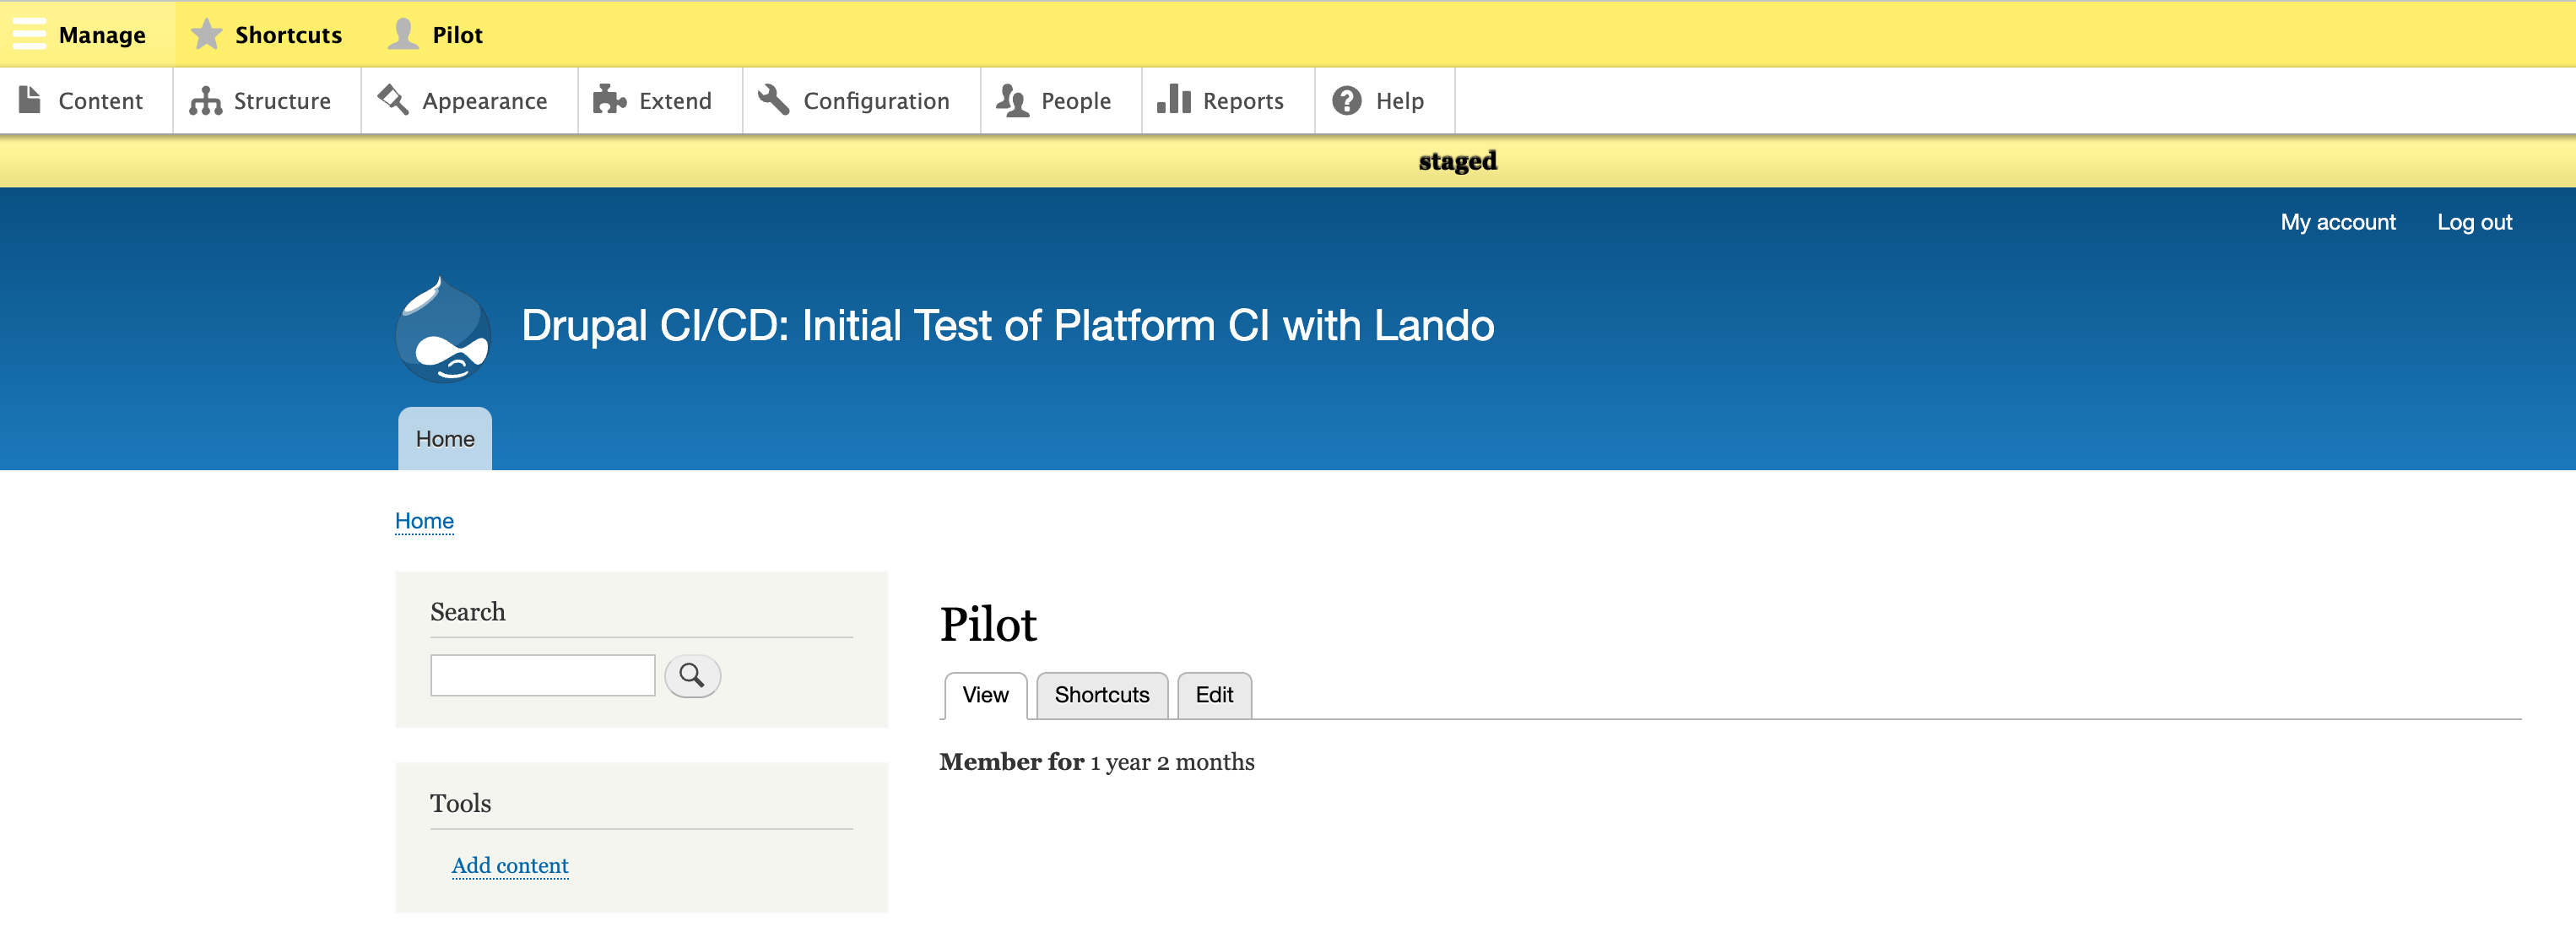 Manage Shortcuts Pilot
Content Structure Appearance Extend Configuration People Reports Help
staged
My account Log out
Drupal CI/CD: Initial Test of Platform CI with Lando
Home
Home
Search
Pilot
View Shortcuts Edit
Member for 1 year 2 months
Tools
Add content